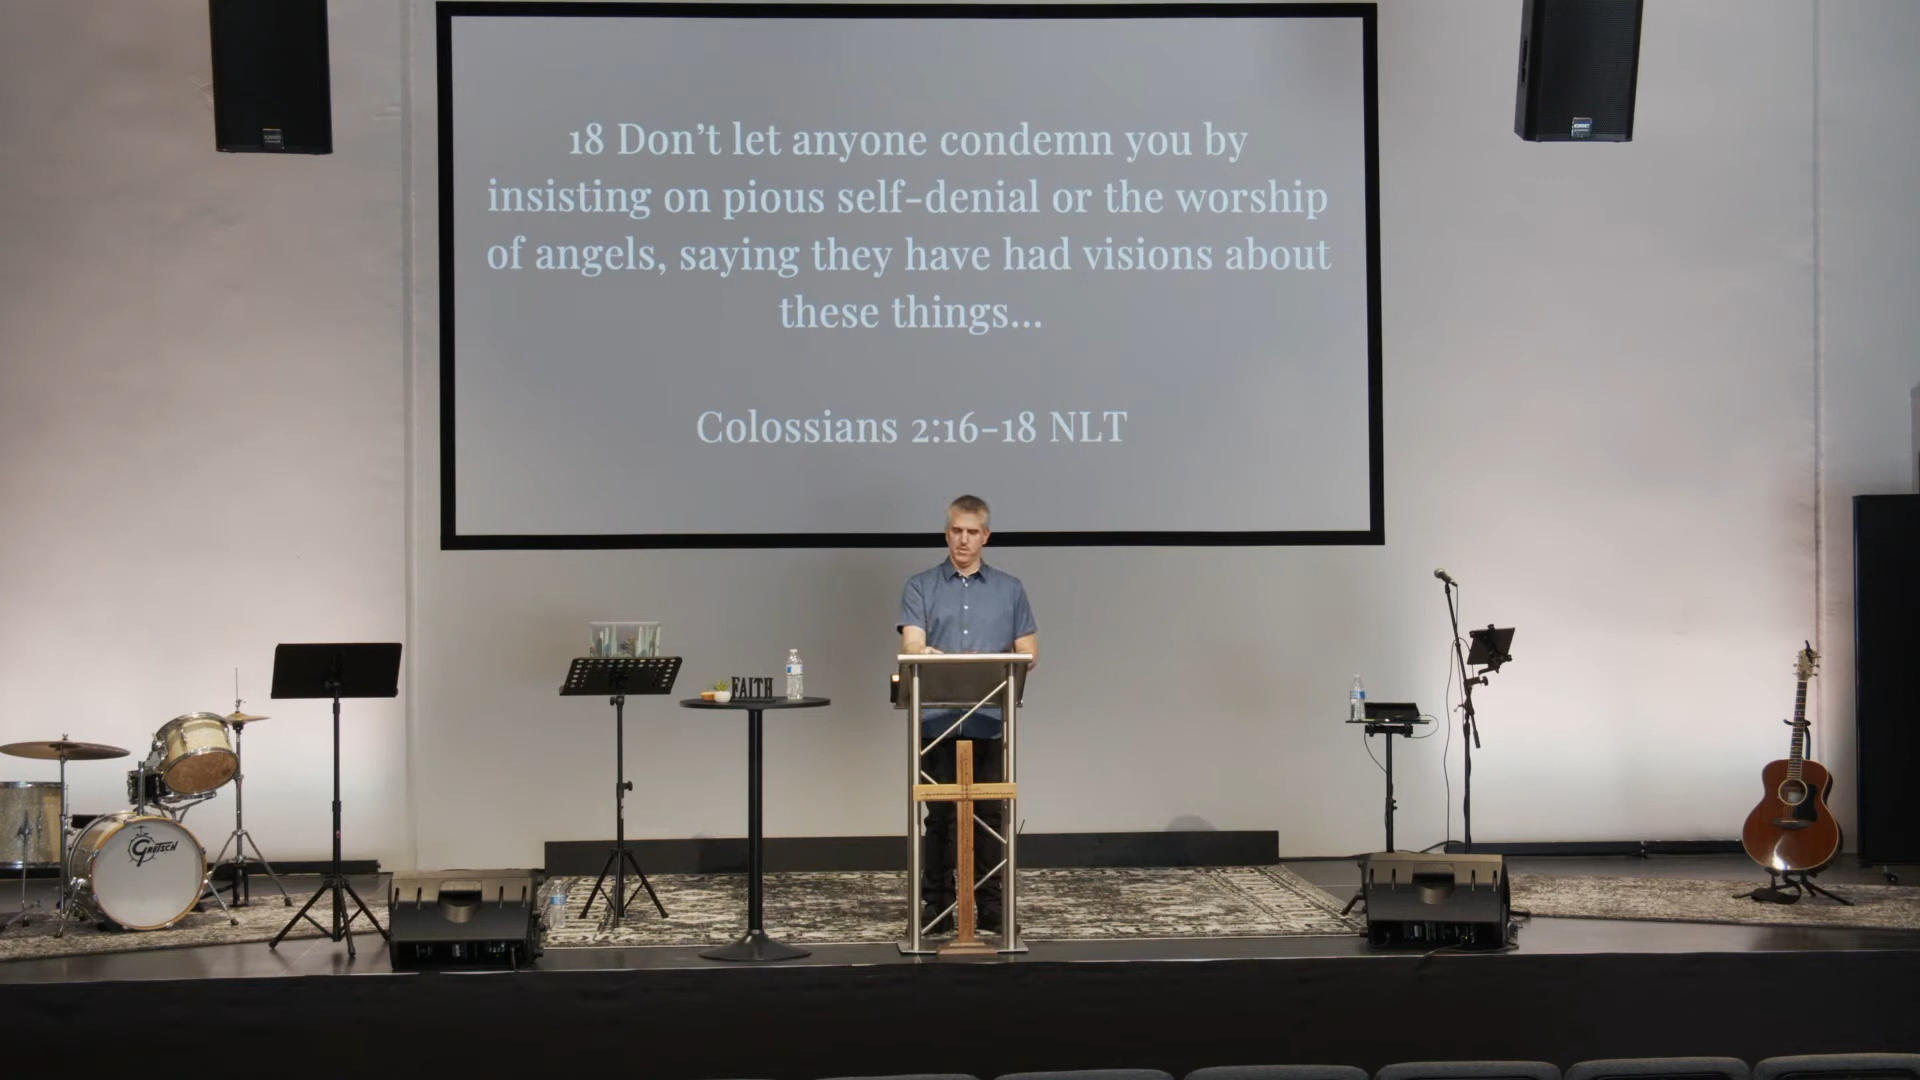 18 Don't let anyone condemn you by
insisting on pious self-denial or the worship
of angels, saying they have had visions about
these things...
Colossians 2:16-18 NLT
FAITH
GRETSCH